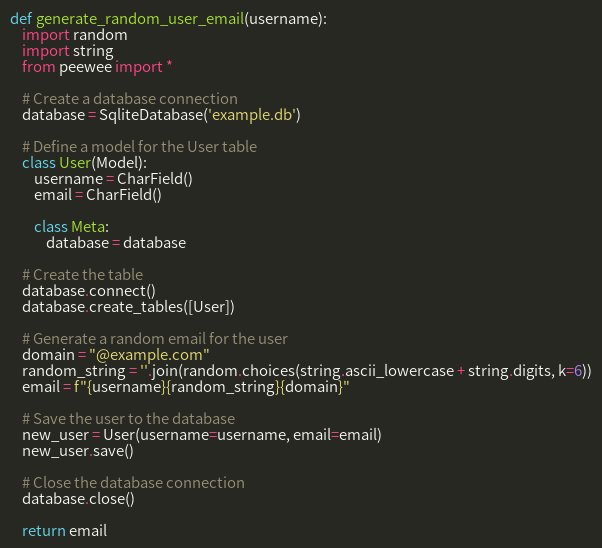 def generate_random_user_email(username):
    import random
    import string
    from peewee import *

    # Create a database connection
    database = SqliteDatabase('example.db')

    # Define a model for the User table
    class User(Model):
        username = CharField()
        email = CharField()

        class Meta:
            database = database

    # Create the table
    database.connect()
    database.create_tables([User])

    # Generate a random email for the user
    domain = "@example.com"
    random_string = ''.join(random.choices(string.ascii_lowercase + string.digits, k=6))
    email = f"{username}{random_string}{domain}"

    # Save the user to the database
    new_user = User(username=username, email=email)
    new_user.save()

    # Close the database connection
    database.close()

    return email